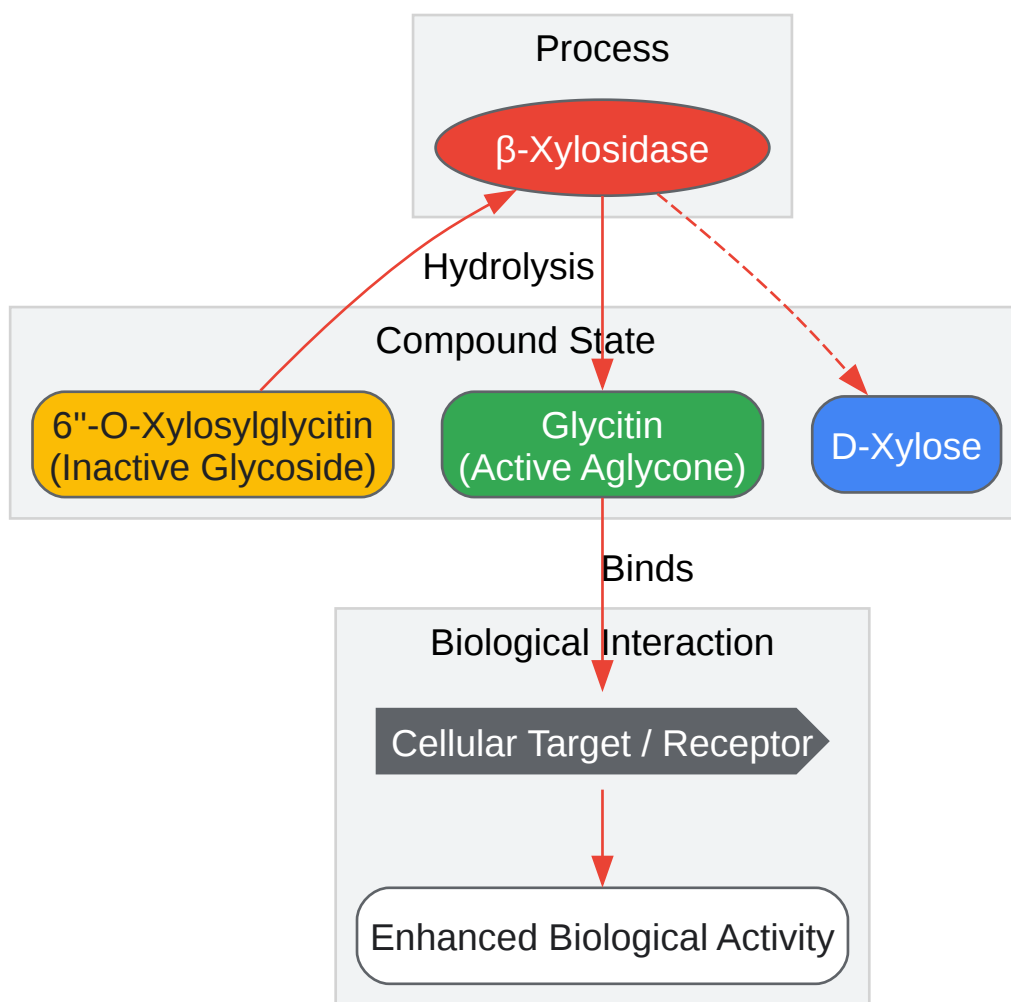 Process
β-Xylosidase
Hydrolysis
Compound State
6"-O-Xylosylglycitin
(Inactive Glycoside)
Glycitin
(Active Aglycone)
D-Xylose
Binds
Biological Interaction
Cellular Target / Receptor
Enhanced Biological Activity